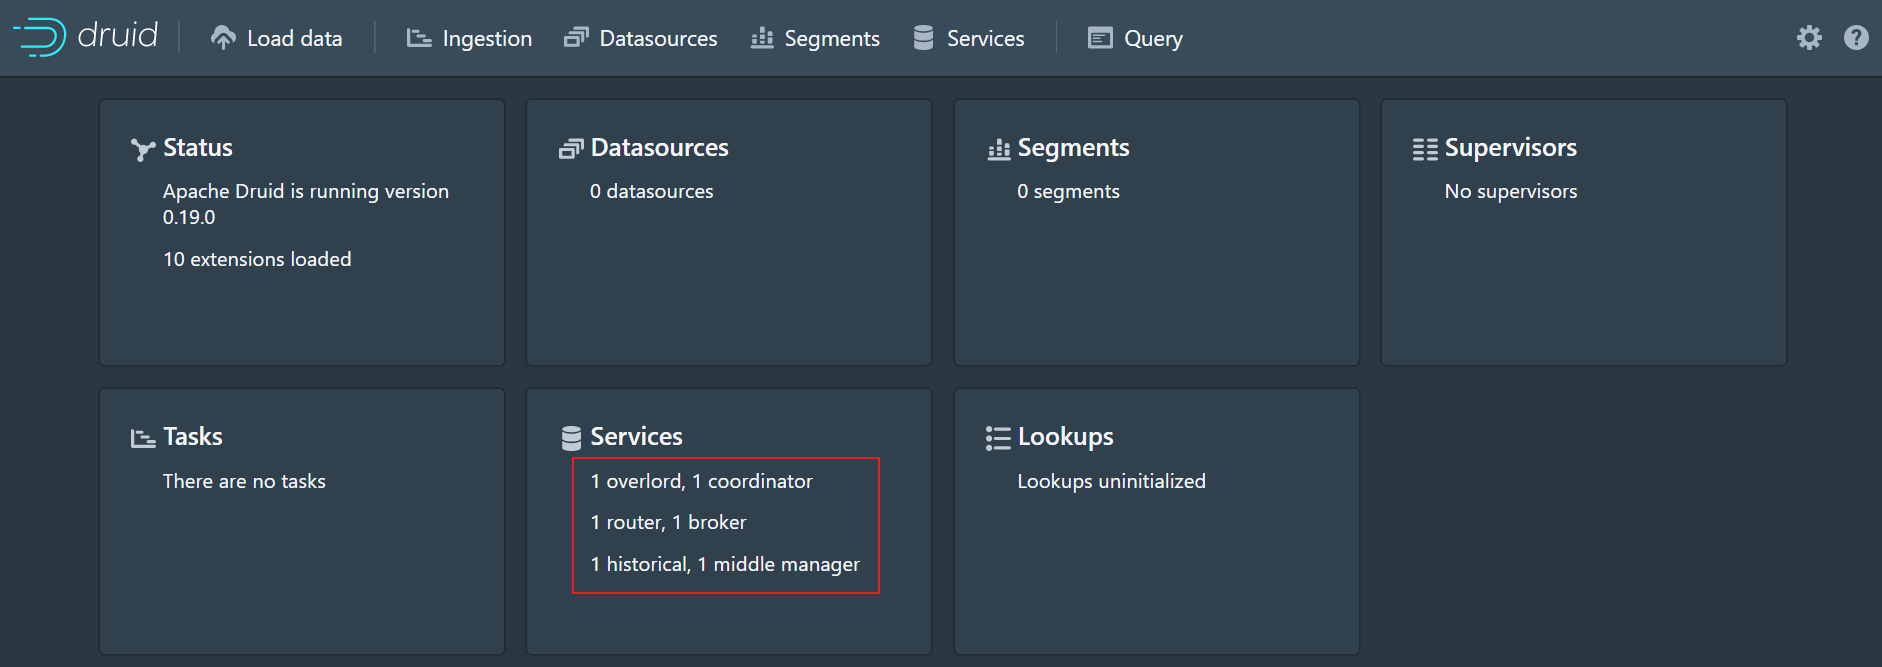 druid Load data Ingestion Datasources Segments Services Query
Status
Apache Druid is running version
0.19.0
10 extensions loaded
Datasources
0 datasources
Segments
0 segments
Supervisors
No supervisors
Tasks
There are no tasks
Services
1 overlord, 1 coordinator
1 router, 1 broker
1 historical, 1 middle manager
Lookups
Lookups uninitialized